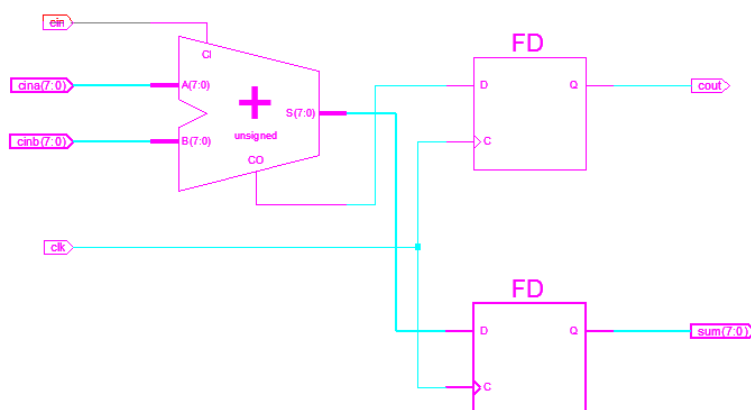 cin
CI
FD
cina(7:0)
A(7:0)
D
Q
cout
S(7:0)
unsigned
cinb(7:0)
B(7:0)
C
CO
clk
FD
D
Q
sum(7:0)
C